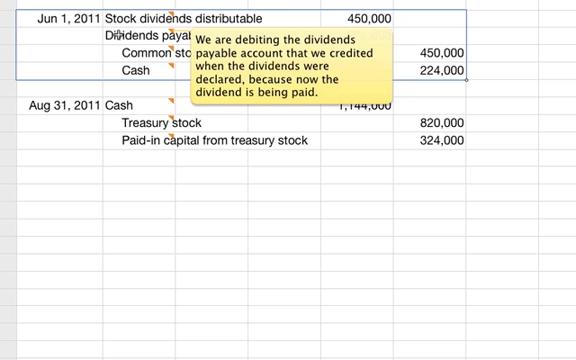 Jun 1, 2011 Stock dividends distributable 450,000
Dividends
Common 450,000
Cash 224,000
We are debiting the dividends
payable account that we credited
when the dividends were
declared, because now the
dividend is being paid.
Aug 31, 2011 Cash 1,144,000
Treasury stock 820,000
Paid-in capital from treasury stock 324,000